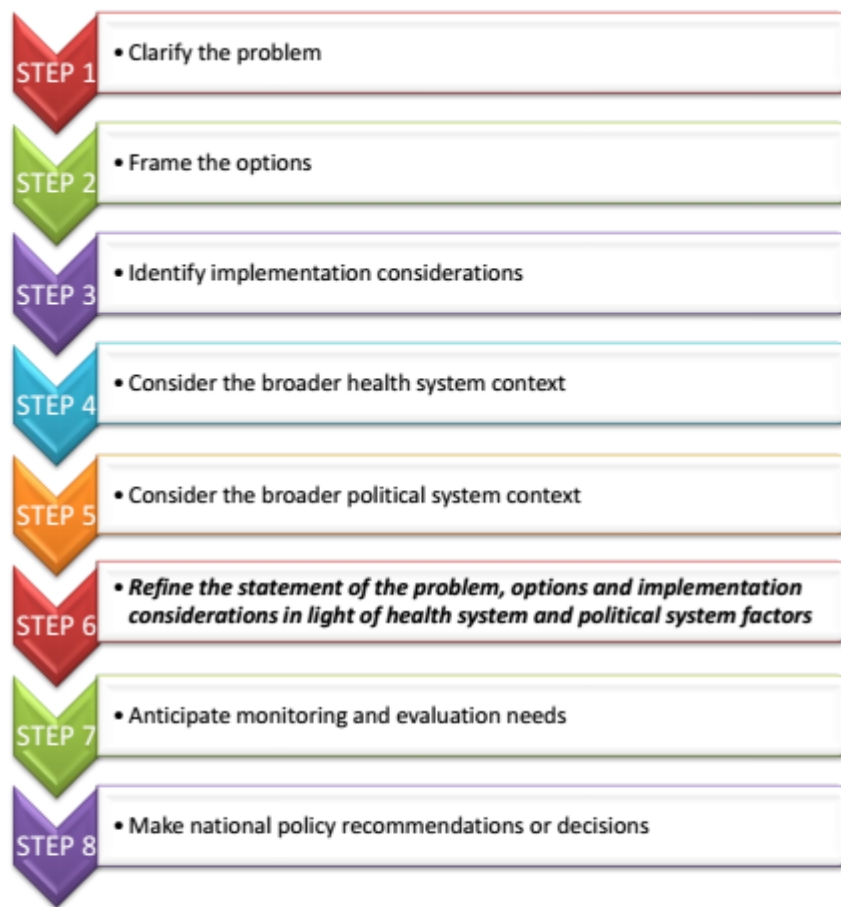 STEP 1
• Clarify the problem
STEP 2
• Frame the options
STEP 3
• Identify implementation considerations
STEP 4
• Consider the broader health system context
STEP 5
• Consider the broader political system context
STEP 6
• Refine the statement of the problem, options and implementation
considerations in light of health system and political system factors
STEP 7
• Anticipate monitoring and evaluation needs
STEP 8
• Make national policy recommendations or decisions